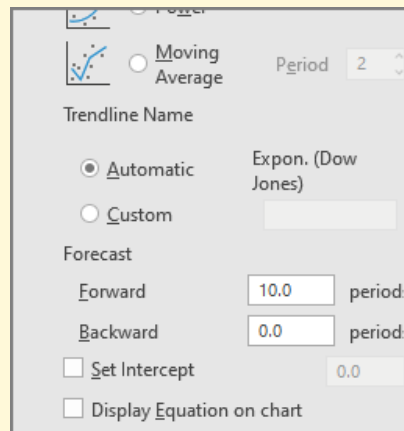 Power
Moving
Average
Period 2
Trendline Name
Automatic
Expon. (Dow
Jones)
Custom
Forecast
Forward 10.0 period
Backward 0.0 period
Set Intercept 0.0
Display Equation on chart